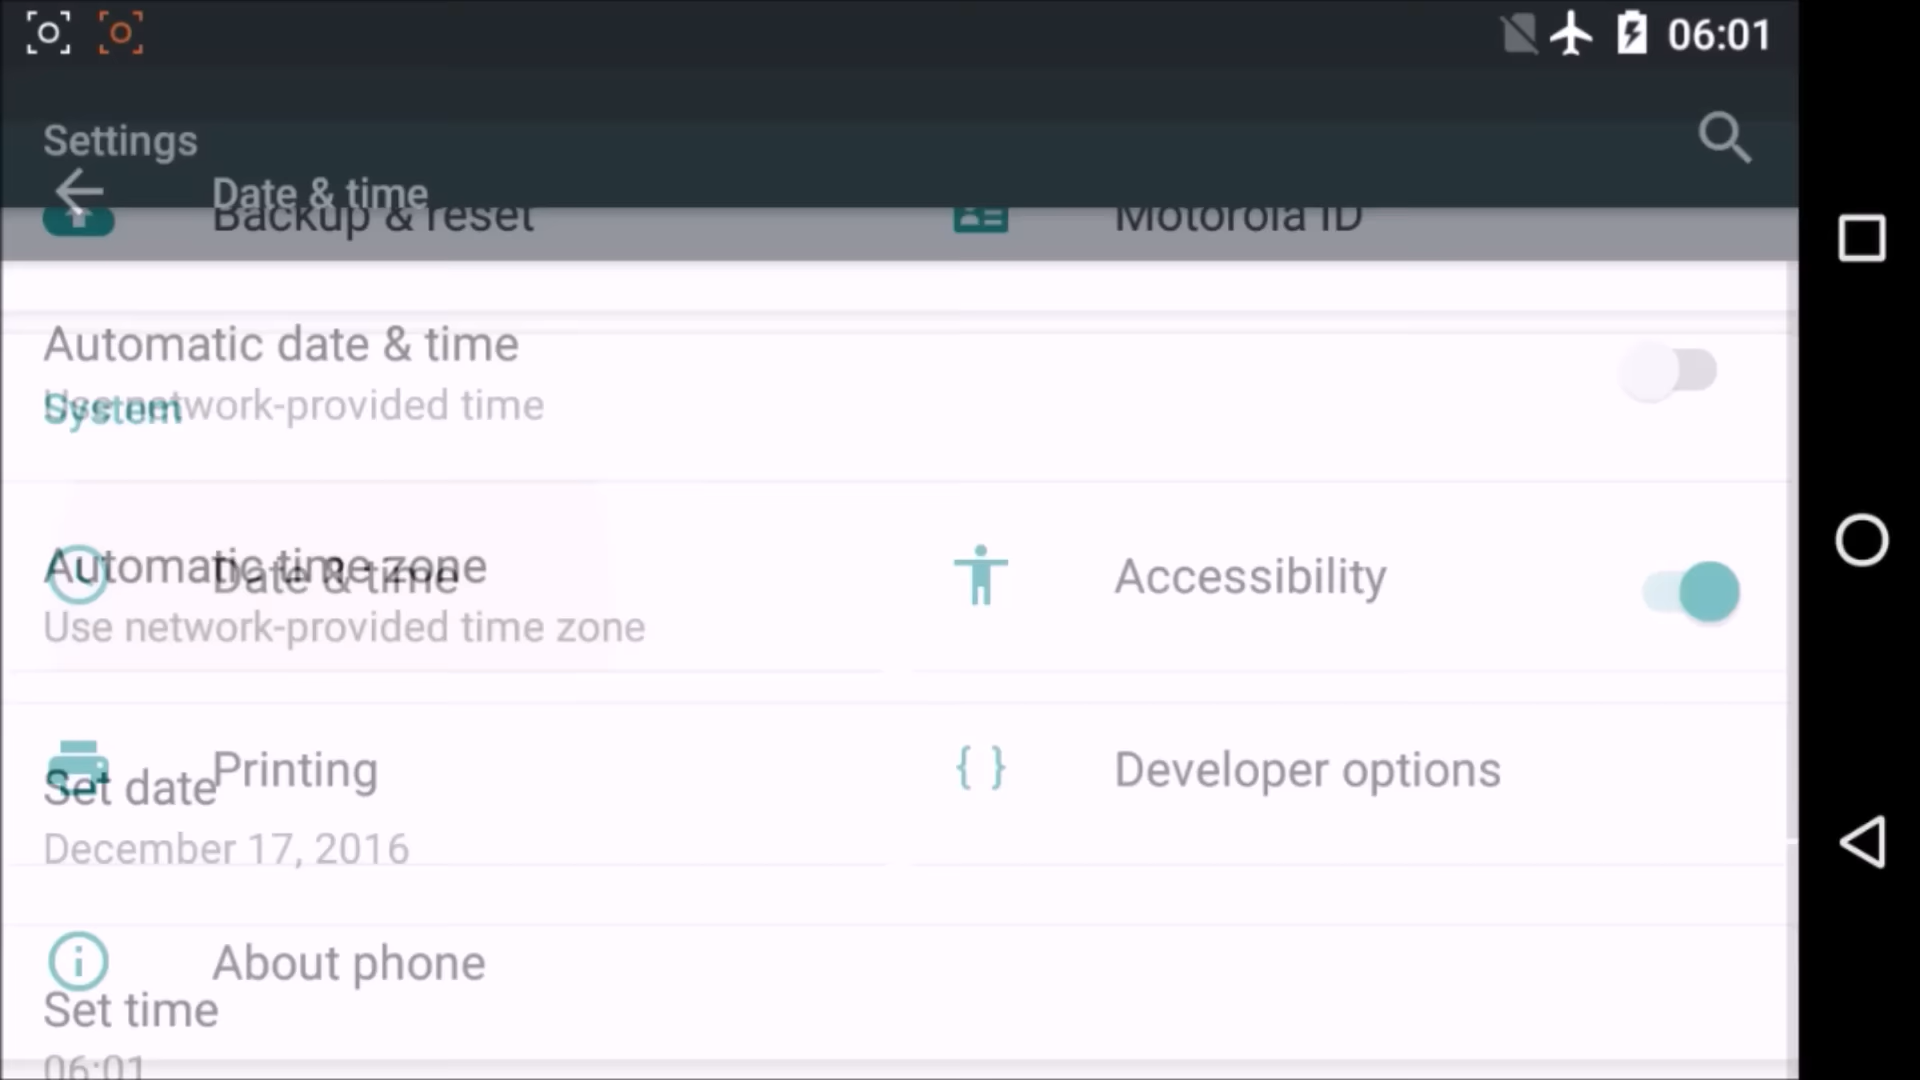 06:01
Settings
Date & time
Backup & reset
Motorola ID
Automatic date & time
Use network-provided time
System
Automatic time zone
Date & time
Accessibility
Use network-provided time zone
Printing
Developer options
Set date
December 17, 2016
About phone
Set time
06:01